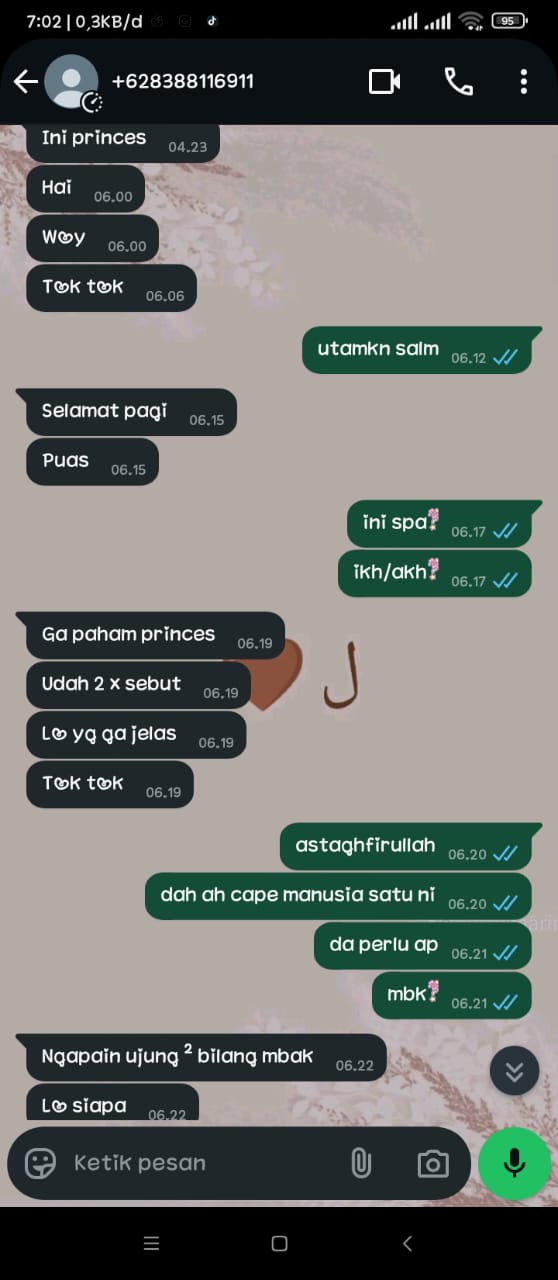 7:02 | 0,3KB/d
95
+628388116911
Ini princes 04.23
Hai 06.00
Woy 06.00
Tok tok 06.06
utamkn salm 06.12
Selamat pagi 06.15
Puas 06.15
ini spa 06.17
ikh/akh 06.17
Ga paham princes 06.19
Udah 2 x sebut 06.19
Lo yg ga jelas 06.19
Tok tok 06.19
ل
astaghfirullah 06.20
dah ah cape manusia satu ni 06.20
da perlu ap 06.21
mbk 06.21
Ngapain ujung ² bilang mbak 06.22
Lo siapa 06.22
Ketik pesan